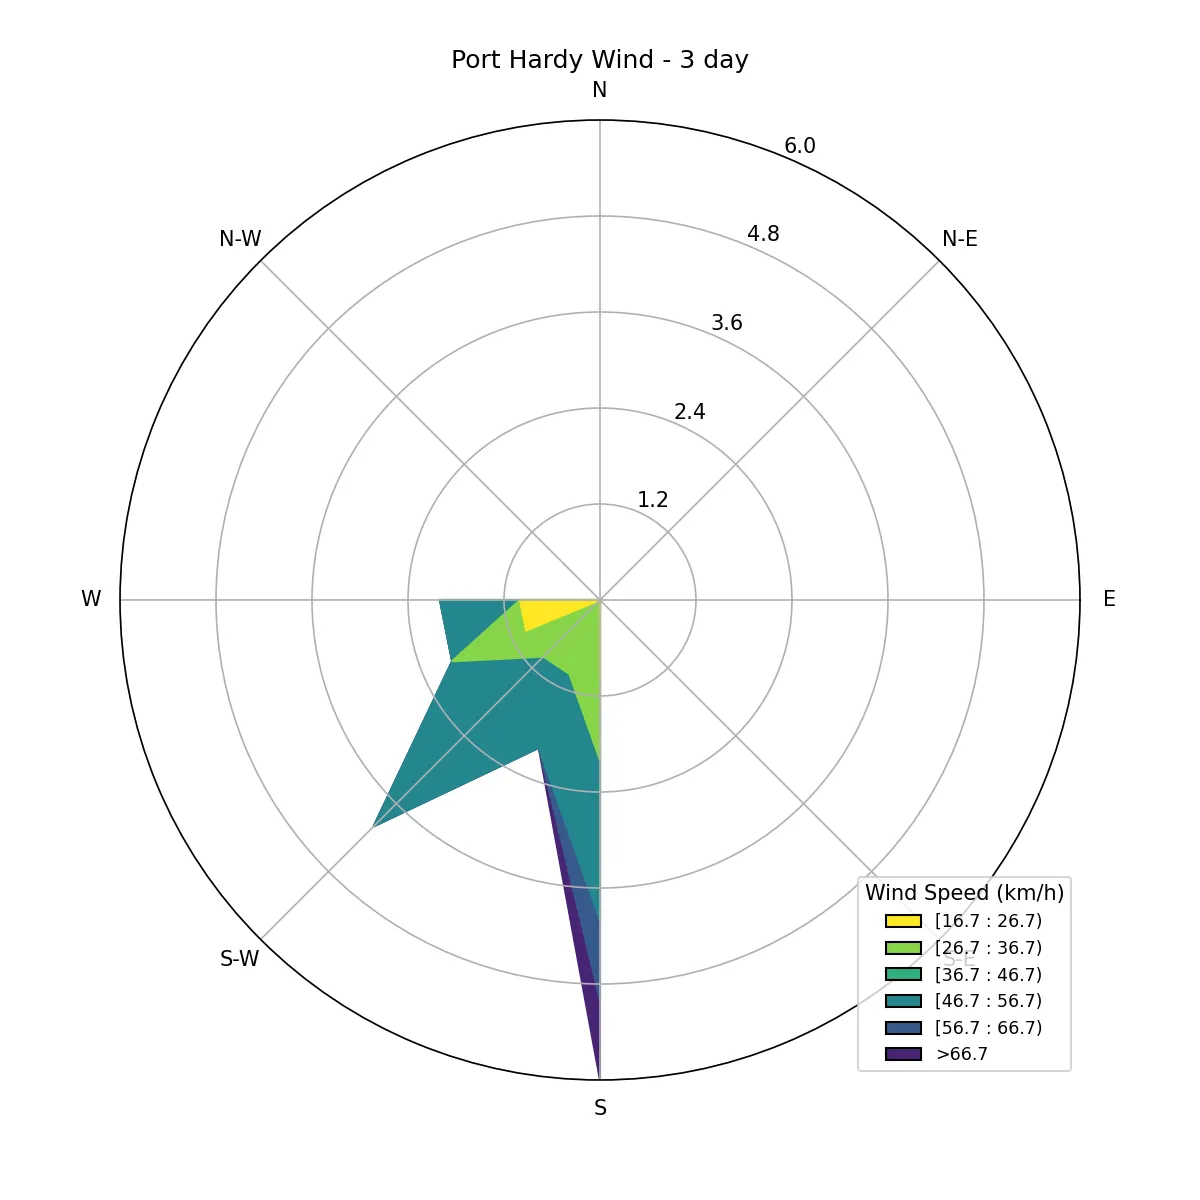 Port Hardy Wind - 3 day
N
6.0
N-W
4.8
N-E
3.6
2.4
1.2
W
E
Wind Speed (km/h)
[16.7 : 26.7)
[26.7 : 36.7)
S-W
S-E
[36.7 : 46.7)
[46.7 : 56.7)
[56.7 : 66.7)
>66.7
S